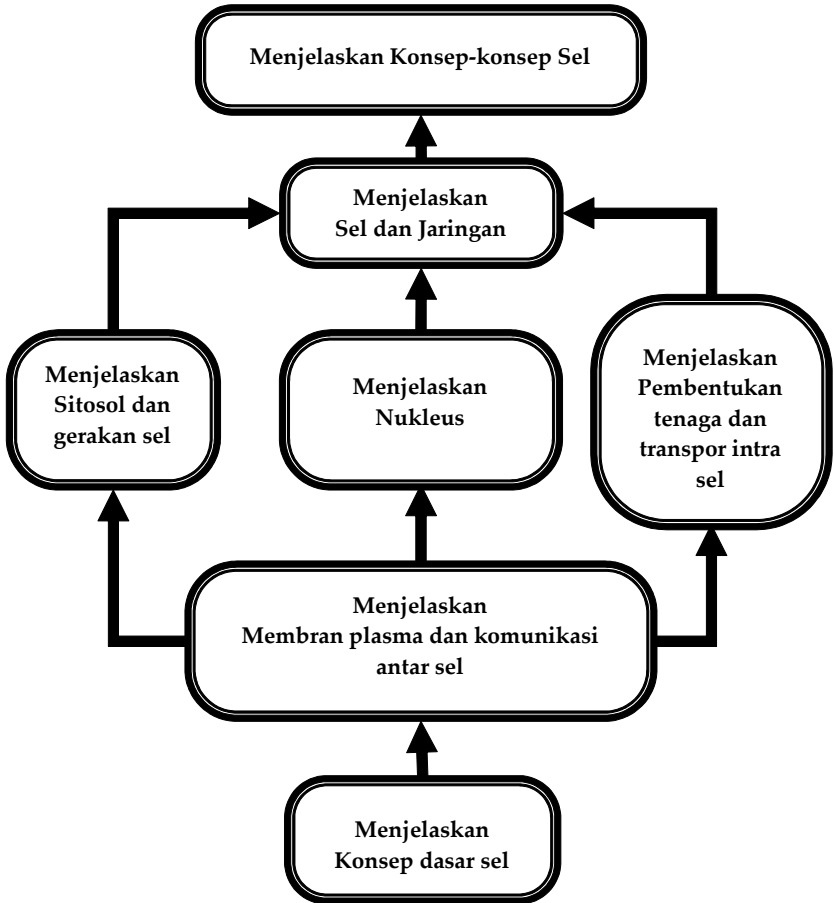 Menjelaskan Konsep-konsep Sel
Menjelaskan
Sel dan Jaringan
Menjelaskan
Sitosol dan
gerakan sel
Menjelaskan
Nukleus
Menjelaskan
Pembentukan
tenaga dan
transpor intra
sel
Menjelaskan
Membran plasma dan komunikasi
antar sel
Menjelaskan
Konsep dasar sel